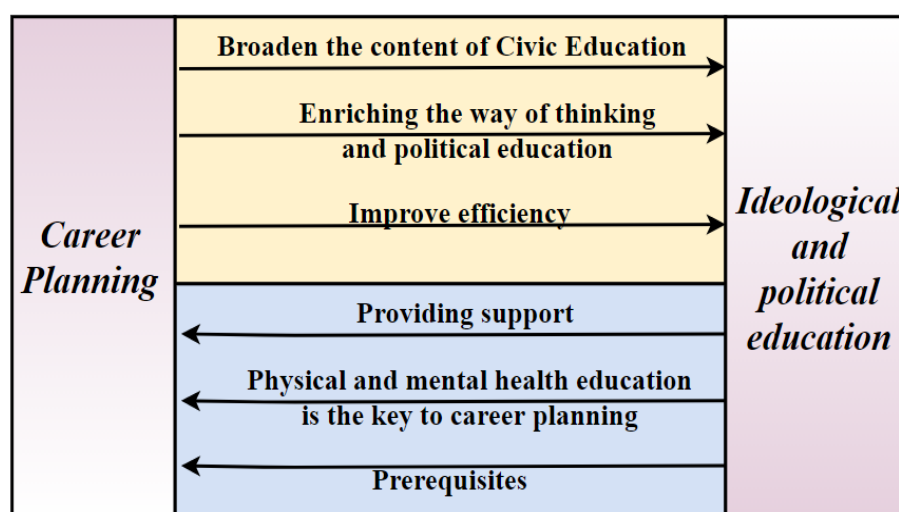 Career
Planning
Broaden the content of Civic Education
Enriching the way of thinking
and political education
Improve efficiency
Providing support
Physical and mental health education
is the key to career planning
Prerequisites
Ideological
and
political
education